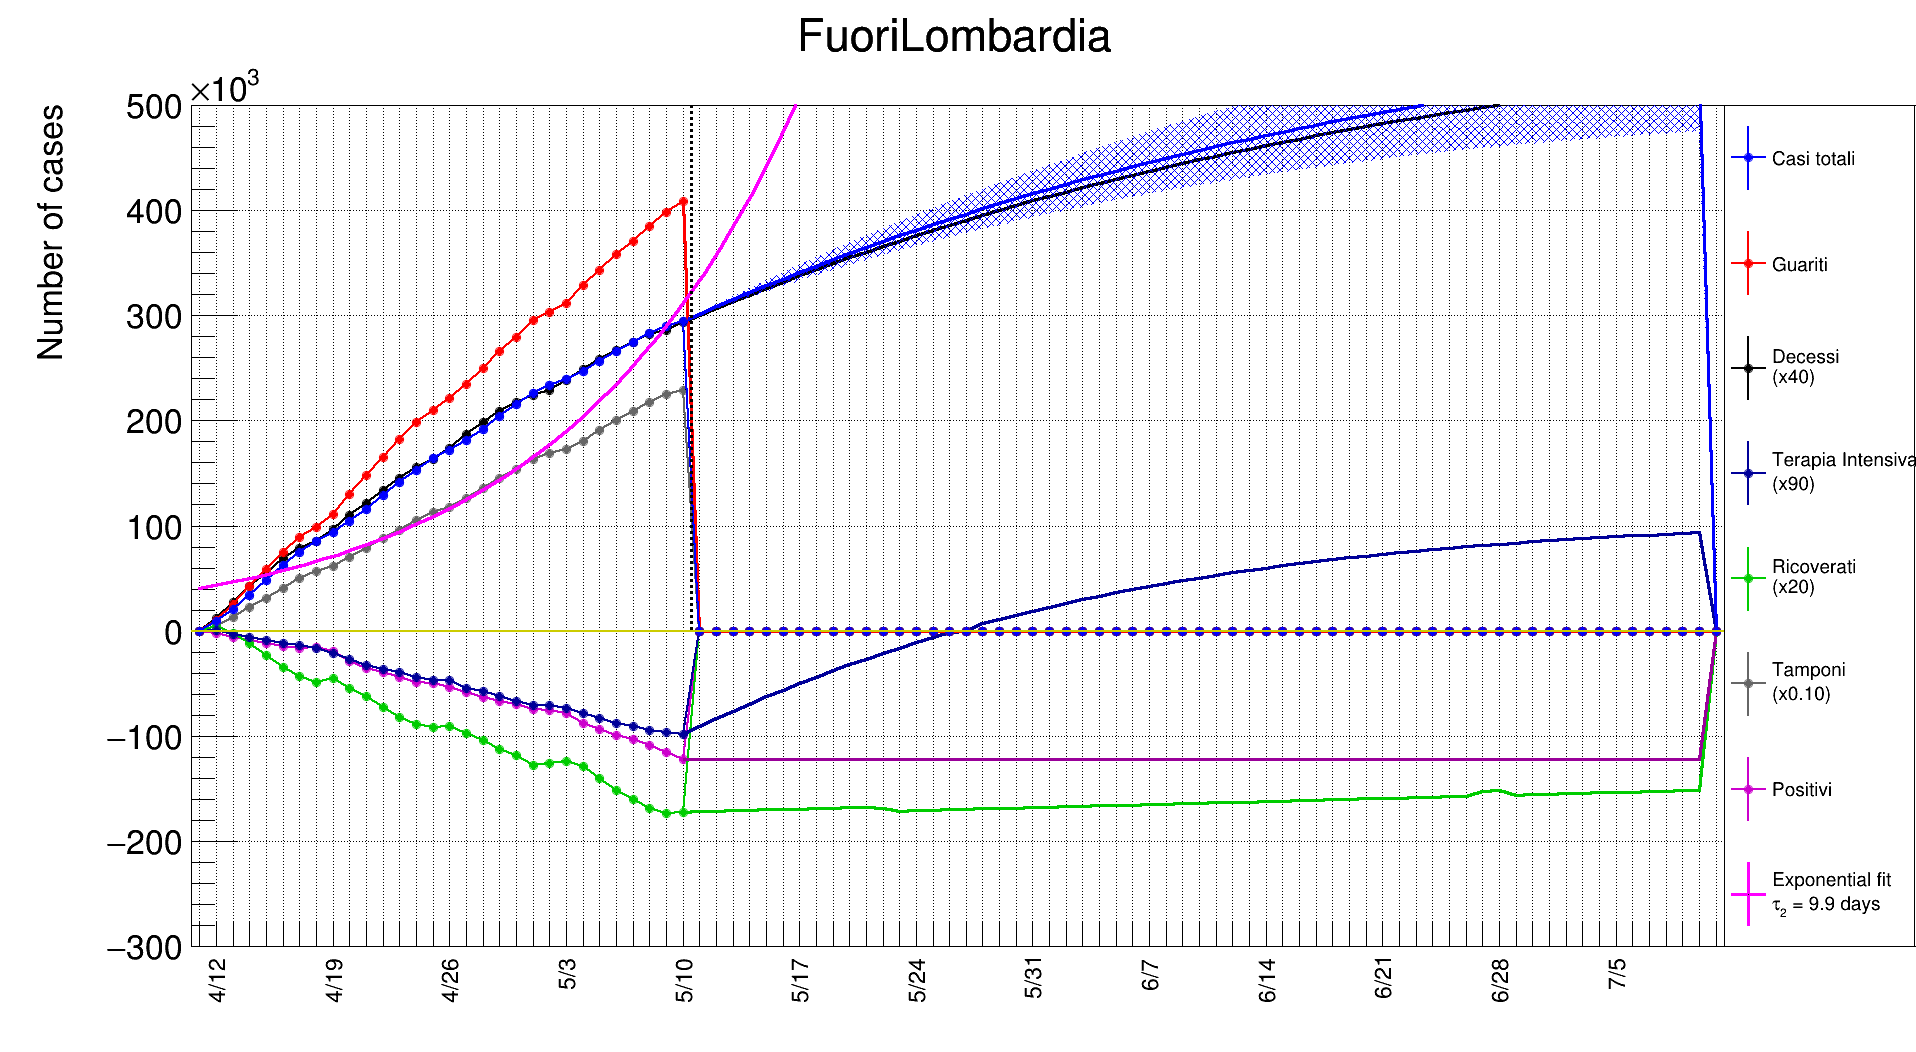 FuoriLombardia
×10³
Number of cases
500
400
300
200
100
0
−100
−200
−300
4/12
4/19
4/26
5/3
5/10
5/17
5/24
5/31
6/7
6/14
6/21
6/28
7/5
Casi totali
Guariti
Decessi
(x40)
Terapia Intensiva
(x90)
Ricoverati
(x20)
Tamponi
(x0.10)
Positivi
Exponential fit
τ₂ = 9.9 days